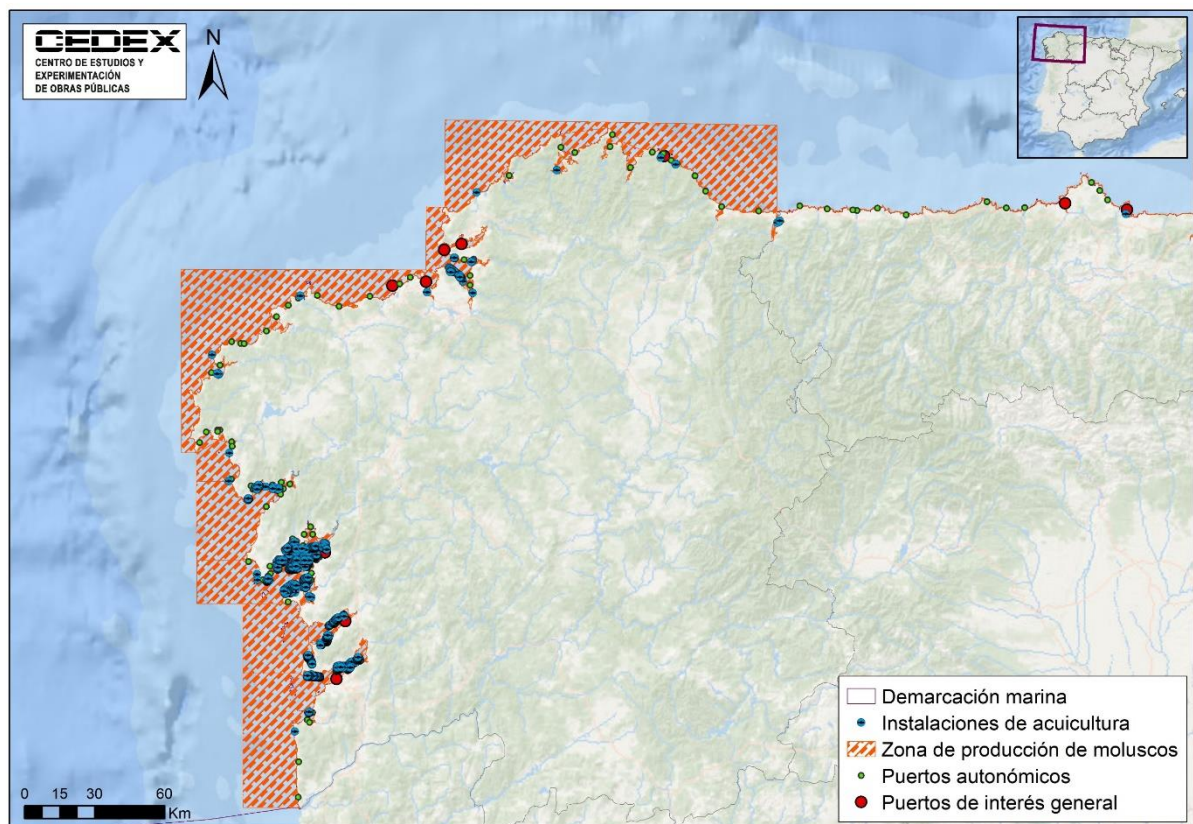 CEDEX
CENTRO DE ESTUDIOS Y
EXPERIMENTACIÓN
DE OBRAS PÚBLICAS
N
Demarcación marina
Instalaciones de acuicultura
Zona de producción de moluscos
Puertos autonómicos
Puertos de interés general
0 15 30 60
Km